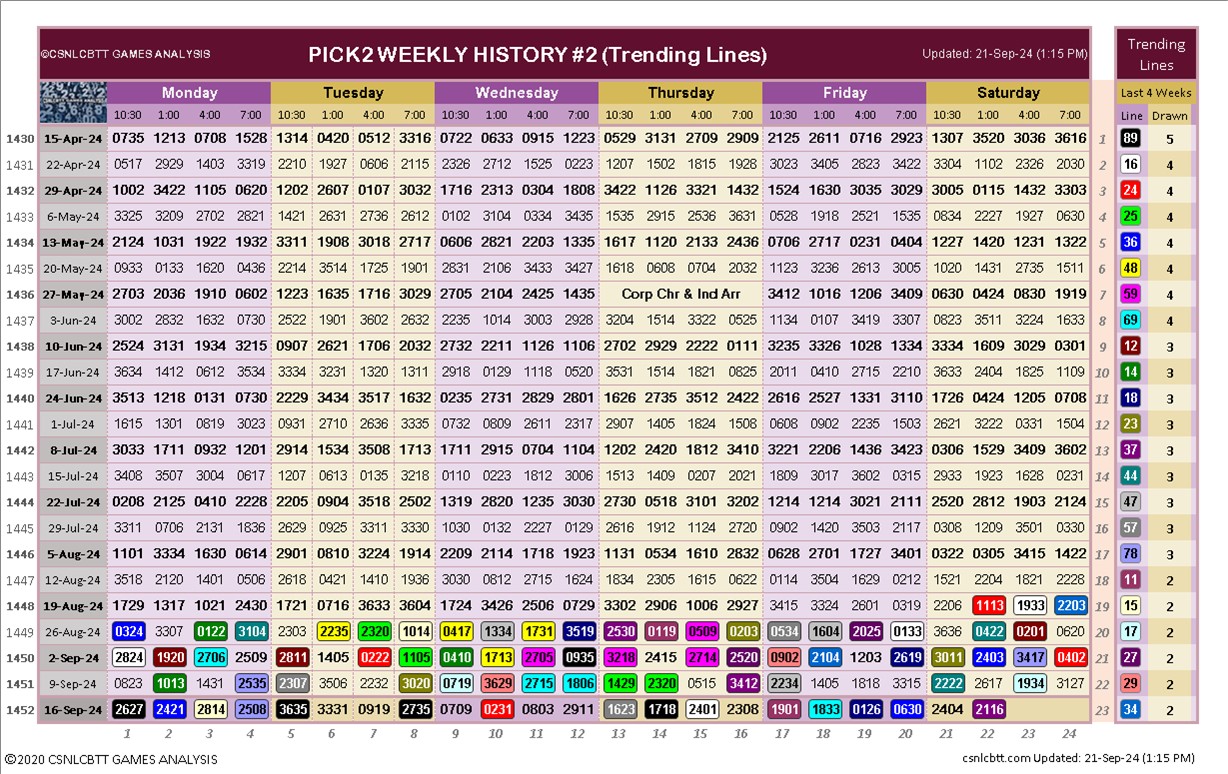 ©CSNLCBTT GAMES ANALYSIS PICK2 WEEKLY HISTORY #2 (Trending Lines) Updated: 21-Sep-24 (1:15 PM) Trending Lines
Monday Tuesday Wednesday Thursday Friday Saturday Last 4 Weeks
10:30 1:00 4:00 7:00 10:30 1:00 4:00 7:00 10:30 1:00 4:00 7:00 10:30 1:00 4:00 7:00 10:30 1:00 4:00 7:00 10:30 1:00 4:00 7:00 Line Drawn
1430 15-Apr-24 0735 1213 0708 1528 1314 0420 0512 3316 0722 0633 0915 1223 0529 3131 2709 2909 2125 2611 0716 2923 1307 3520 3036 3616 1 89 5
1431 22-Apr-24 0517 2929 1403 3319 2210 1927 0606 2115 2326 2712 1525 0223 1207 1502 1815 1928 3023 3405 2823 3422 3304 1102 2326 2030 2 16 4
1432 29-Apr-24 1002 3422 1105 0620 1202 2607 0107 3032 1716 2313 0304 1808 3422 1126 3321 1432 1524 1630 3035 3029 3005 0115 1432 3303 3 24 4
1433 6-May-24 3325 3209 2702 2821 1421 2631 2736 2612 0102 3104 0334 3435 1535 2915 2536 3631 0528 1918 2521 1535 0834 2227 1927 0630 4 25 4
1434 13-May-24 2124 1031 1922 1932 3311 1908 3018 2717 0606 2821 2203 1335 1617 1120 2133 2436 0706 2717 0231 0404 1227 1420 1231 1322 5 36 4
1435 20-May-24 0933 0133 1620 0436 2214 3514 1725 1901 2831 2106 3433 3427 1618 0608 0704 2032 1123 3236 2613 3005 1020 1431 2735 1511 6 48 4
1436 27-May-24 2703 2036 1910 0602 1223 1635 1716 3029 2705 2104 2425 1435 Corp Chr & Ind Arr 3412 1016 1206 3409 0630 0424 0830 1919 7 59 4
1437 3-Jun-24 3002 2832 1632 0730 2522 1901 3602 2632 2235 1014 3003 2928 3204 1514 3322 0525 1134 0107 3419 3307 0823 3511 3224 1633 8 69 4
1438 10-Jun-24 2524 3131 1934 3215 0907 2621 1706 2032 2732 2211 1126 1106 2702 2929 2222 0111 3235 3326 1028 1334 3334 1609 3029 0301 9 12 3
1439 17-Jun-24 3634 1412 0612 3534 3334 3231 1320 1311 2918 0129 1118 0520 3531 1514 1821 0825 2011 0410 2715 2210 3633 2404 1825 1109 10 14 3
1440 24-Jun-24 3513 1218 0131 0730 2229 3434 3517 1632 0235 2731 2829 2801 1626 2735 3512 2422 2616 2527 1331 3110 1726 0424 1205 0708 11 18 3
1441 1-Jul-24 1615 1301 0819 3023 0931 2710 2636 3333 0732 0809 2611 2317 2907 1405 1824 1508 0608 0902 2235 1503 2621 3222 0331 1504 12 23 3
1442 8-Jul-24 3033 1711 0932 1201 2914 1534 3508 1713 1711 2915 0704 1104 1202 2420 1812 3410 3221 2206 1436 3423 0306 1529 3409 3602 13 37 3
1443 15-Jul-24 3408 3507 3004 0617 1207 0613 0135 3218 0110 0223 1812 3006 1513 1409 0207 2021 1809 3017 3602 0315 2933 1923 1628 0231 14 44 3
1444 22-Jul-24 0208 2125 0410 2228 2205 0904 3518 2502 1319 2810 1235 3030 2730 0518 3101 3202 1214 1214 3021 2111 2520 2812 1903 2124 15 47 3
1445 29-Jul-24 3311 0706 2131 1836 2629 0925 3311 3330 1030 0132 2227 0129 2616 1912 1124 2720 0902 1420 3503 2117 0308 1209 3501 0330 16 57 3
1446 5-Aug-24 1101 3334 1630 0614 2901 0810 3224 1914 2209 2114 1718 1923 1131 0534 1610 2832 0628 2701 1727 3401 0322 0305 3415 1422 17 78 3
1447 12-Aug-24 3518 2120 1401 0506 2618 0421 1410 1936 3030 0812 2715 1624 1834 2305 1615 0622 0114 3504 1629 0212 1521 2204 1821 2228 18 11 2
1448 19-Aug-24 1729 1317 1021 2430 1721 0716 3633 3604 1724 3426 2506 0729 3302 2906 1006 2927 3415 3324 2601 0319 2206 1113 1933 2203 19 15 2
1449 26-Aug-24 0324 3307 0122 3104 2303 2235 2320 1014 0417 1334 1731 3519 2530 0119 0509 0203 0534 1604 2025 0133 3636 0422 0201 0620 20 17 2
1450 2-Sep-24 2824 1920 2706 2509 2811 1405 0222 1105 0410 1713 2705 0935 3218 2415 2714 2520 0902 2104 1203 2619 3011 2403 3417 0402 21 27 2
1451 9-Sep-24 0823 1013 1431 2535 2307 3506 2232 3020 0719 3629 2715 1806 1429 2320 0515 3412 2234 1405 1818 3315 2222 2617 1934 3127 22 29 2
1452 16-Sep-24 2627 2421 2814 2508 3635 3331 0919 2735 0709 0231 0803 2911 1623 1718 2401 2308 1901 1833 0126 0630 2404 2116 23 34 2
1 2 3 4 5 6 7 8 9 10 11 12 13 14 15 16 17 18 19 20 21 22 23 24
©2020 CSNLCBTT GAMES ANALYSIS csnlcbtt.com Updated: 21-Sep-24 (1:15 PM)